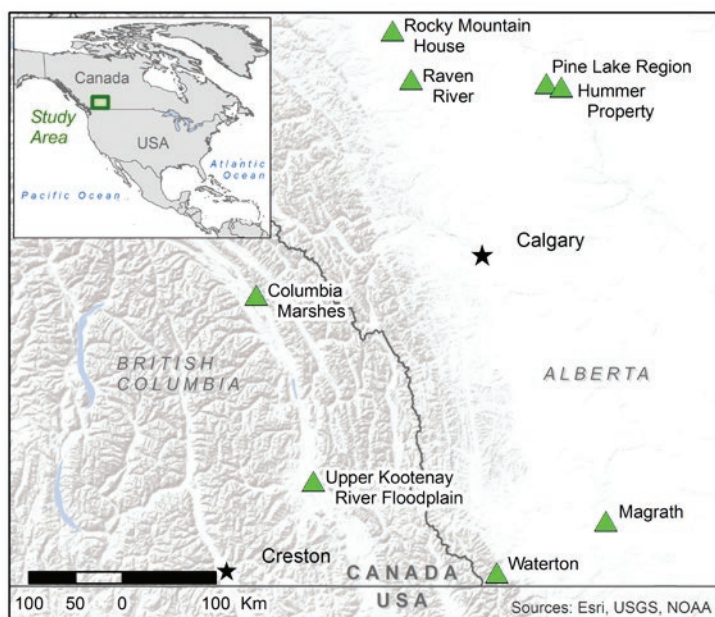 Canada
Study
Area
USA
Atlantic
Ocean
Pacific Ocean
Rocky Mountain
House
Raven
River
Pine Lake Region
Hummer
Property
Calgary
Columbia
Marshes
BRITISH
COLUMBIA
ALBERTA
Upper Kootenay
River Floodplain
Magrath
Creston
Waterton
CANADA
USA
100 50 0 100 Km
Sources: Esri, USGS, NOAA